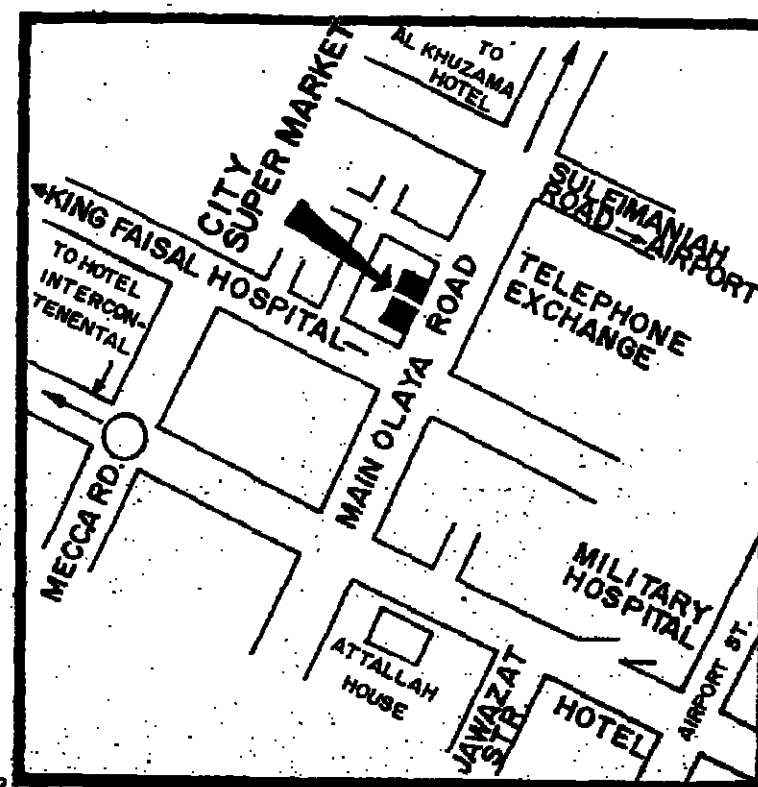 TO
AL KHUZAMA
HOTEL
CITY
SUPER MARKET
SULEIMANIAH
ROAD → AIRPORT
KING FAISAL HOSPITAL
TO HOTEL
INTERCON-
TENENTAL
TELEPHONE
EXCHANGE
MAIN OLAYA ROAD
MECCA RD.
MILITARY
HOSPITAL
ATTALLAH
HOUSE
JAWAZAT
STR.
HOTEL
AIRPORT ST.